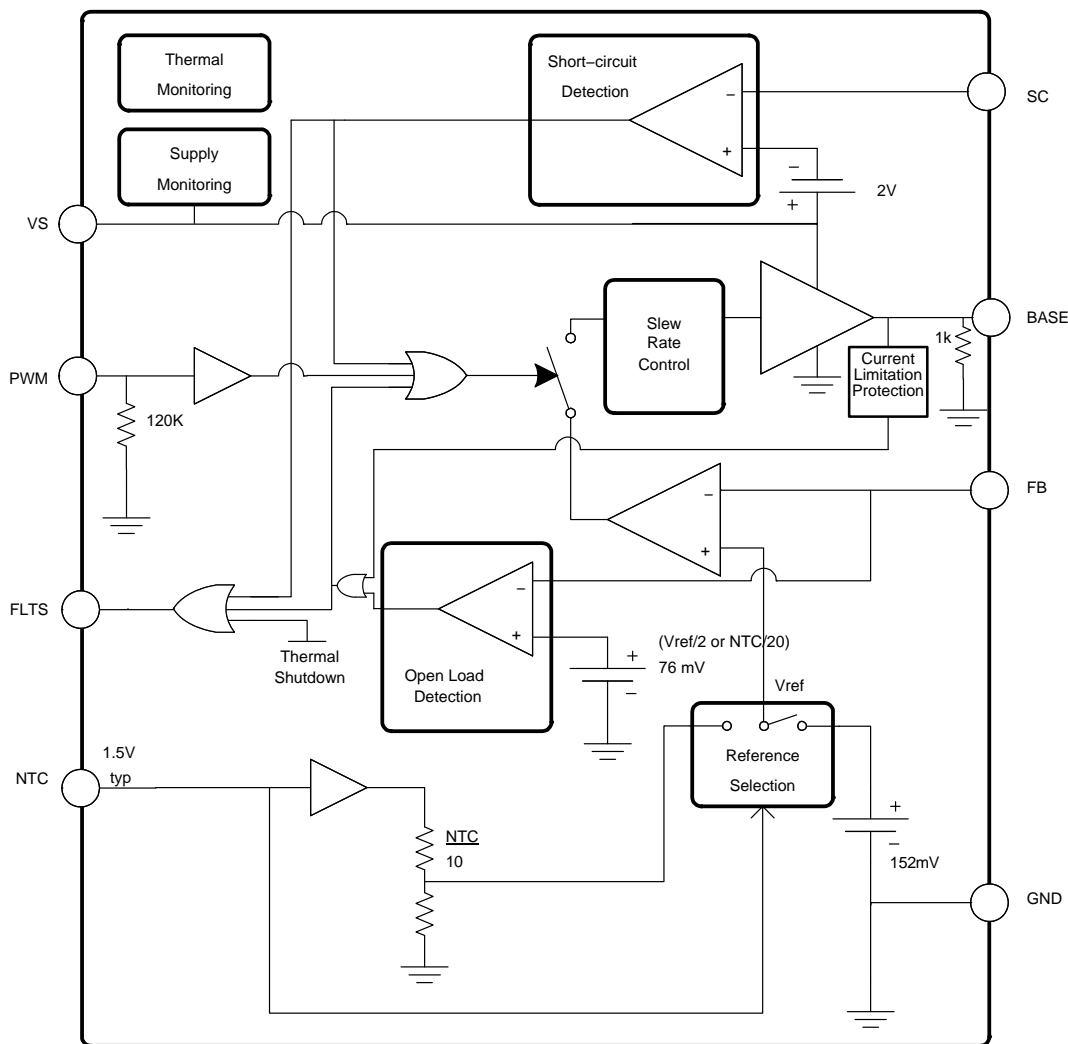 Thermal
Monitoring
Short−circuit
Detection
−
+
SC
Supply
Monitoring
−
+
2V
VS
Slew
Rate
Control
BASE
1k
Current
Limitation
Protection
PWM
120K
FB
−
+
FLTS
Thermal
Shutdown
−
+
Open Load
Detection
(Vref/2 or NTC/20)
+
76 mV
−
Vref
Reference
Selection
NTC
1.5V
typ
NTC
10
+
−
152mV
GND